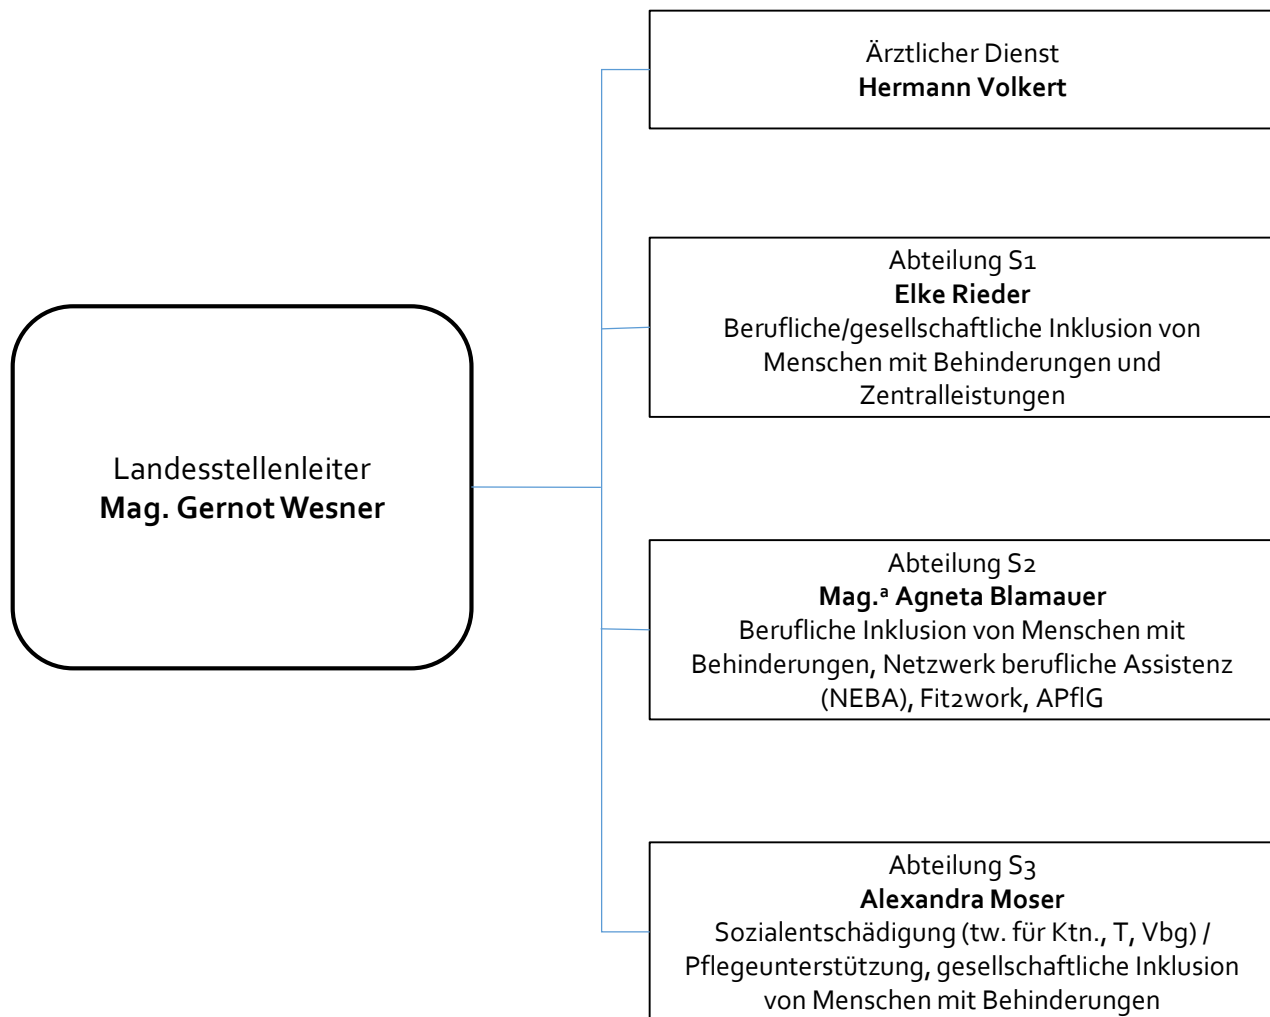 Ärztlicher Dienst
Hermann Volkert
Abteilung S1
Elke Rieder
Berufliche/gesellschaftliche Inklusion von
Menschen mit Behinderungen und
Zentralleistungen
Landesstellenleiter
Mag. Gernot Wesner
Abteilung S2
Mag.ª Agneta Blamauer
Berufliche Inklusion von Menschen mit
Behinderungen, Netzwerk berufliche Assistenz
(NEBA), Fit2work, APflG
Abteilung S3
Alexandra Moser
Sozialentschädigung (tw. für Ktn., T, Vbg) /
Pflegeunterstützung, gesellschaftliche Inklusion
von Menschen mit Behinderungen